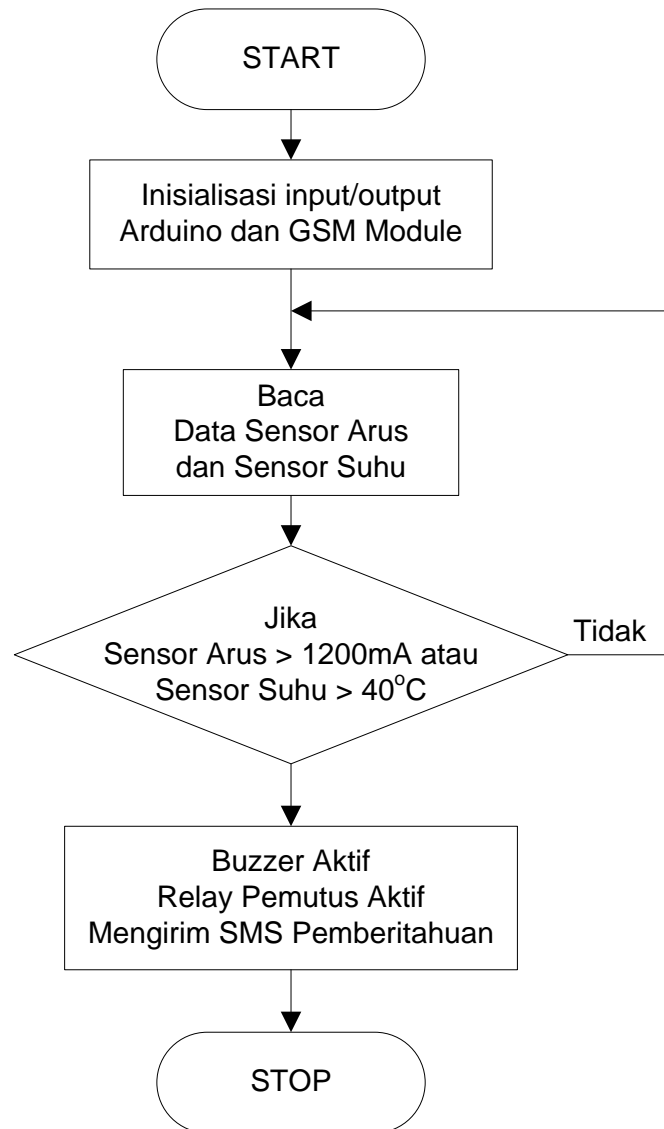 START
Inisialisasi input/output
Arduino dan GSM Module
Baca
Data Sensor Arus
dan Sensor Suhu
Jika
Sensor Arus > 1200mA atau
Sensor Suhu > 40°C
Tidak
Buzzer Aktif
Relay Pemutus Aktif
Mengirim SMS Pemberitahuan
STOP